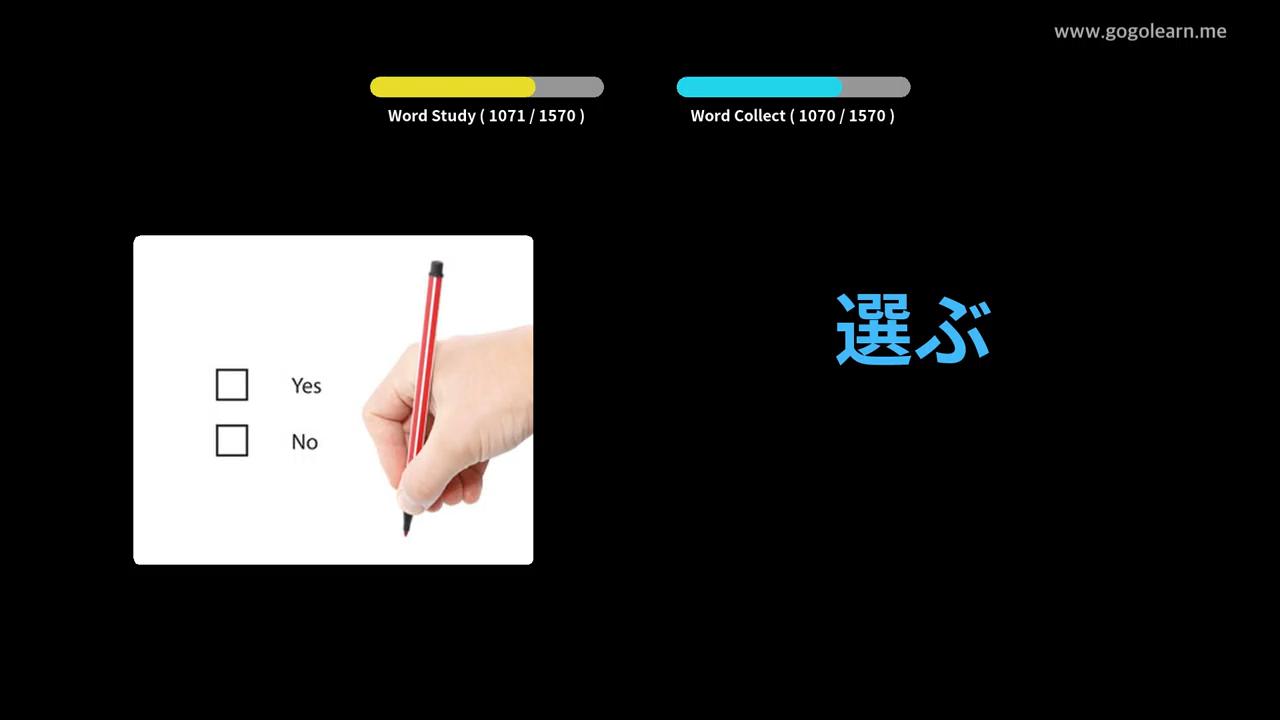 www.gogolearn.me
Word Study ( 1071 / 1570 )
Word Collect ( 1070 / 1570 )
選ぶ
Yes
No